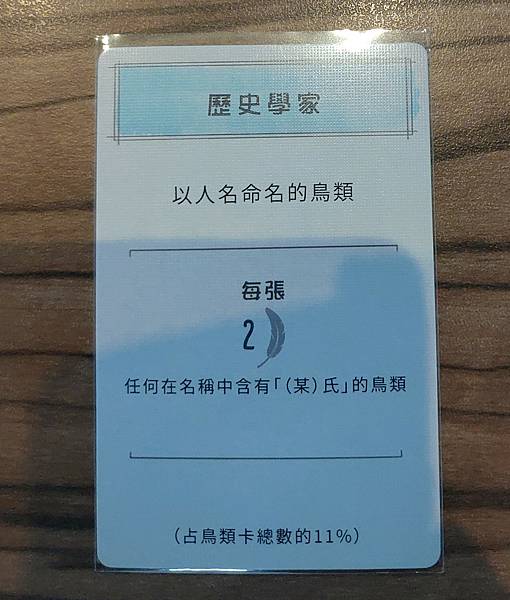 歷史學家
以人名命名的鳥類
每張
2
任何在名稱中含有「(某)氏」的鳥類
(占鳥類卡總數的11%)